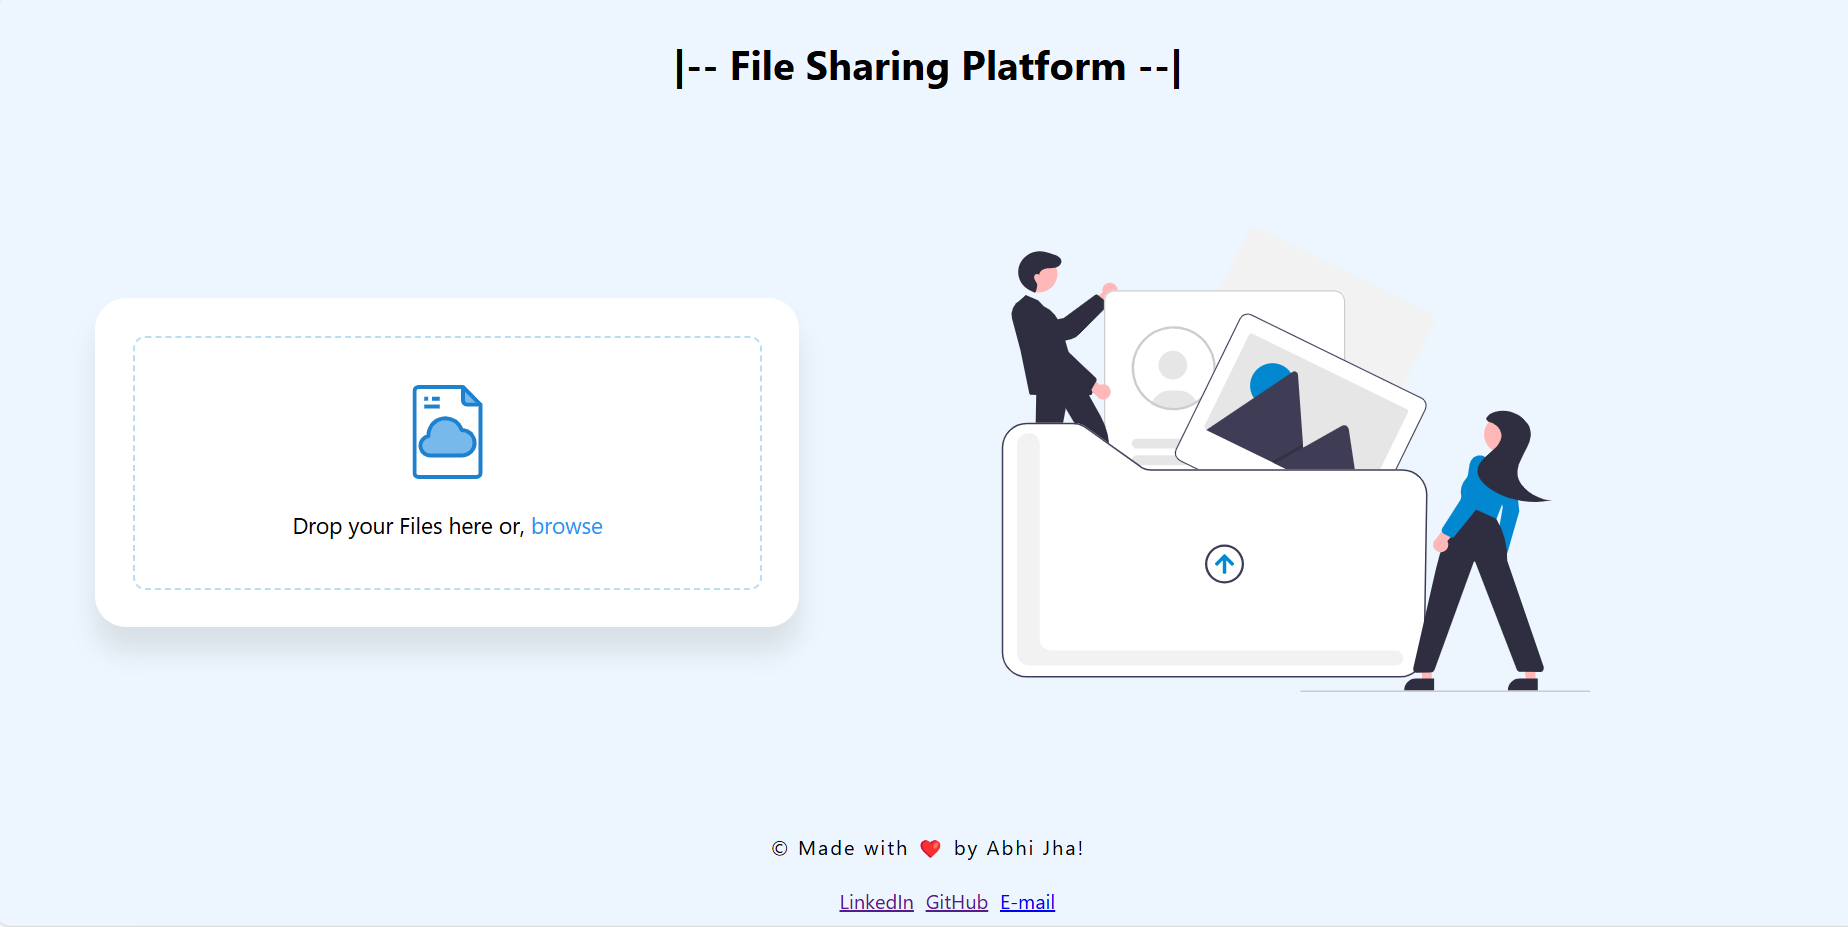 |-- File Sharing Platform --|
Drop your Files here or, browse
© Made with ❤️ by Abhi Jha!
LinkedIn GitHub E-mail